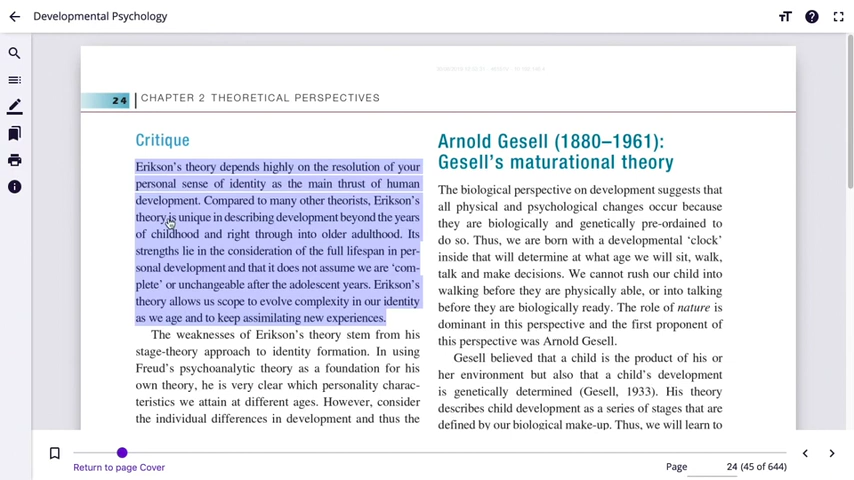 Developmental Psychology
24 CHAPTER 2 THEORETICAL PERSPECTIVES
Critique
Erikson's theory depends highly on the resolution of your
personal sense of identity as the main thrust of human
development. Compared to many other theorists, Erikson's
theory is unique in describing development beyond the years
of childhood and right through into older adulthood. Its
strengths lie in the consideration of the full lifespan in per-
sonal development and that it does not assume we are 'com-
plete' or unchangeable after the adolescent years. Erikson's
theory allows us scope to evolve complexity in our identity
as we age and to keep assimilating new experiences.
The weaknesses of Erikson's theory stem from his
stage-theory approach to identity formation. In using
Freud's psychoanalytic theory as a foundation for his
own theory, he is very clear which personality charac-
teristics we attain at different ages. However, consider
the individual differences in development and thus the
Arnold Gesell (1880–1961):
Gesell's maturational theory
The biological perspective on development suggests that
all physical and psychological changes occur because
they are biologically and genetically pre-ordained to
do so. Thus, we are born with a developmental 'clock'
inside that will determine at what age we will sit, walk,
talk and make decisions. We cannot rush our child into
walking before they are physically able, or into talking
before they are biologically ready. The role of nature is
dominant in this perspective and the first proponent of
this perspective was Arnold Gesell.
Gesell believed that a child is the product of his or
her environment but also that a child's development
is genetically determined (Gesell, 1933). His theory
describes child development as a series of stages that are
defined by our biological make-up. Thus, we will learn to
Return to page Cover
Page 24 (45 of 644)